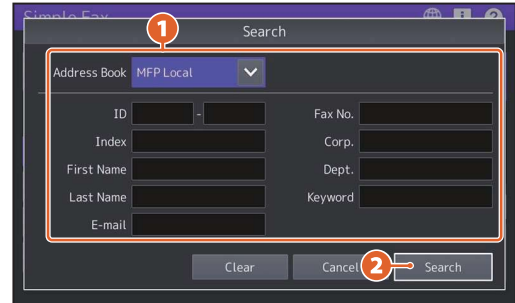 Simple Fax
1
Search
Address Book MFP Local
ID - Fax No.
Index Corp.
First Name Dept.
Last Name Keyword
E-mail
Clear Cancel 2 Search